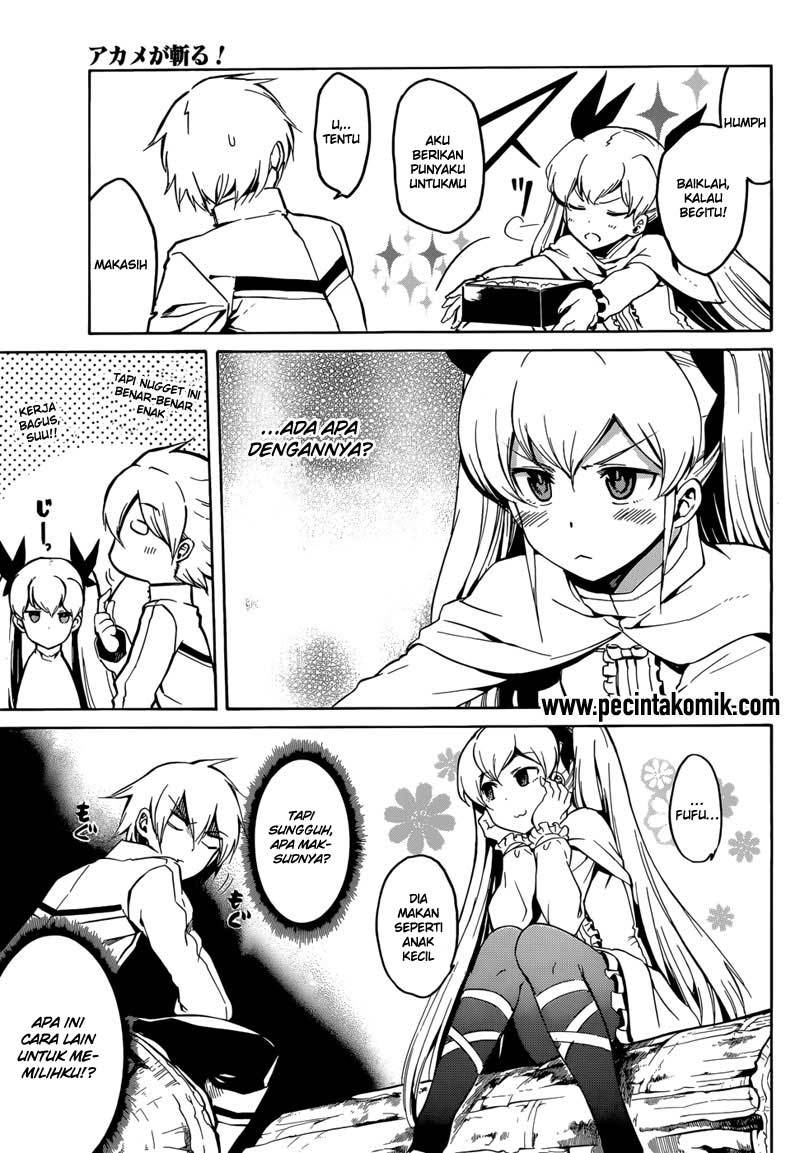 アカメが斬る！
HUMPH
BAIKLAH,
KALAU
BEGITU!
AKU
BERIKAN
PUNYAKU
UNTUKMU
U,..
TENTU
MAKASIH
...ADA APA
DENGANNYA?
TAPI NUGGET INI
BENAR-BENAR
ENAK
KERJA
BAGUS,
SUU!!
じーっ
www.pecintakomik.com
...
FUFU...
DIA
MAKAN
SEPERTI
ANAK
KECIL
TAPI
SUNGGUH,
APA MAK-
SUDNYA?
もぐ
もぐ
APA INI
CARA LAIN
UNTUK ME-
MILIHKU!?